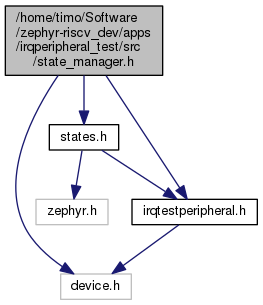 /home/timo/Software
/zephyr-riscv_dev/apps
/irqperipheral_test/src
/state_manager.h
states.h
zephyr.h
irqtestperipheral.h
device.h